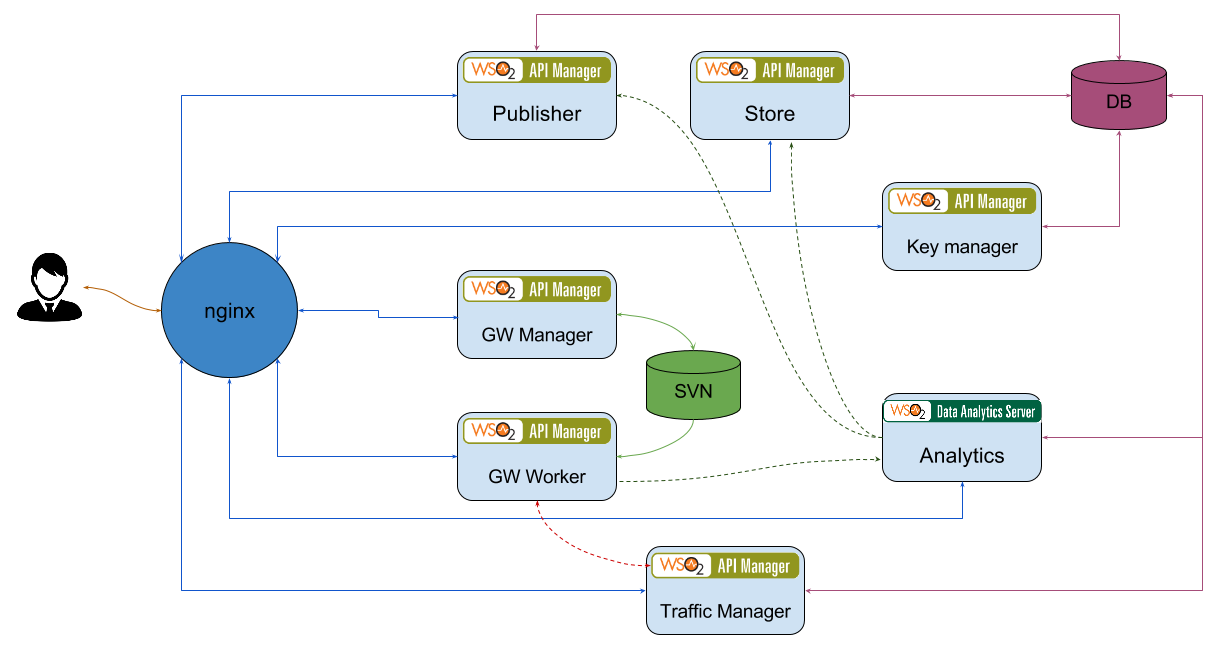 WSO2 API Manager
Publisher
WSO2 API Manager
Store
DB
WSO2 API Manager
Key manager
nginx
WSO2 API Manager
GW Manager
SVN
WSO2 API Manager
GW Worker
WSO2 Data Analytics Server
Analytics
WSO2 API Manager
Traffic Manager